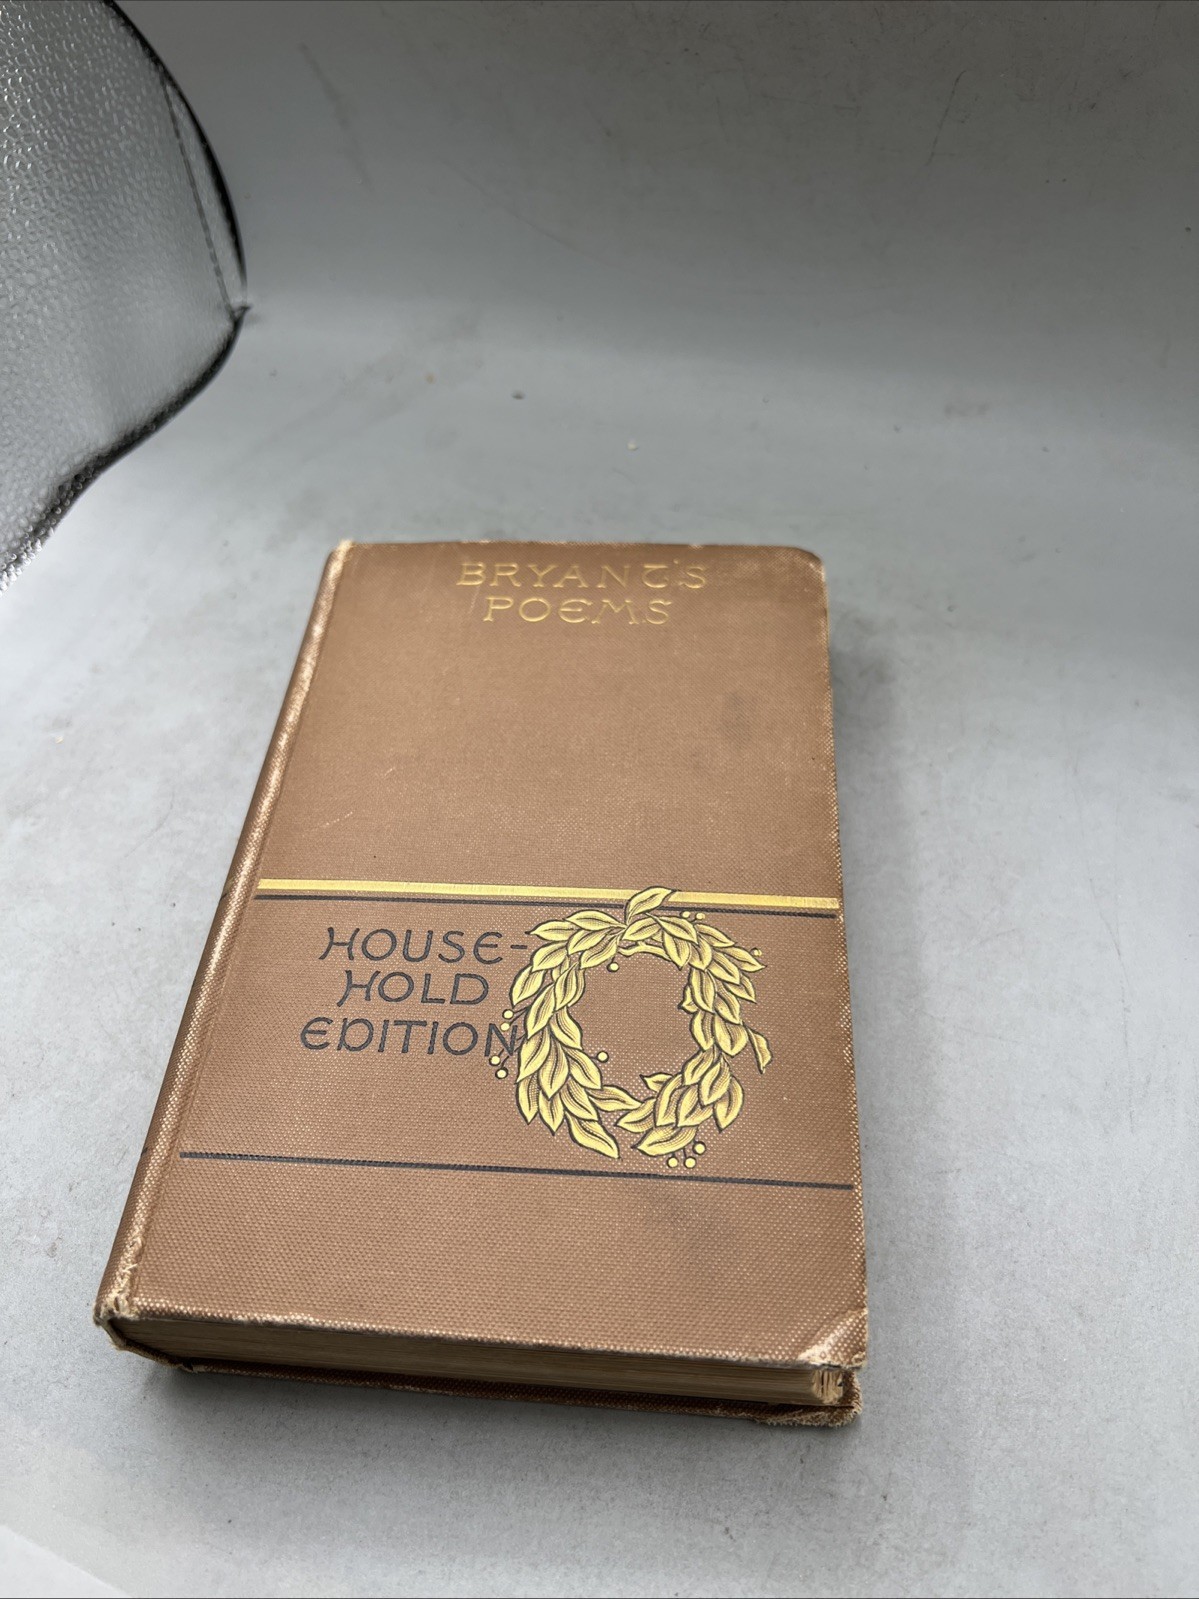 BRYANT'S
POEMS
HOUSE-
HOLD
EDITION